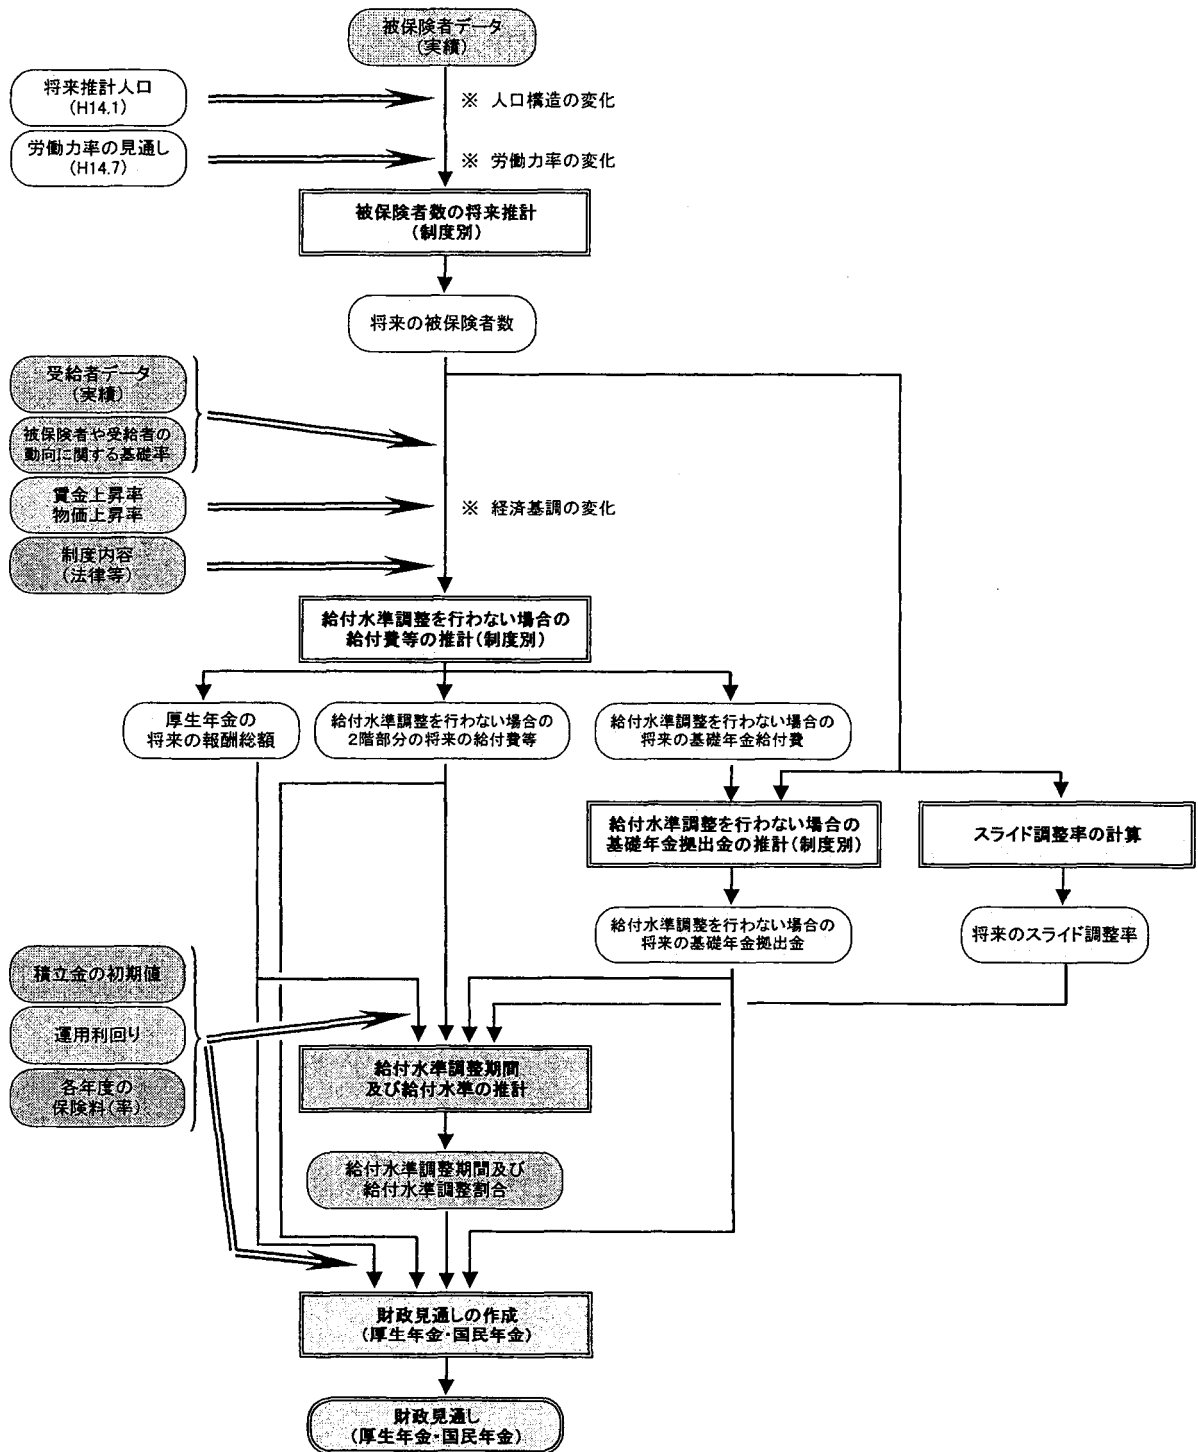 被保険者データ
(実績)
将来推計人口
(H14.1)
※ 人口構造の変化
労働力率の見通し
(H14.7)
※ 労働力率の変化
被保険者数の将来推計
(制度別)
将来の被保険者数
受給者データ
(実績)
被保険者や受給者の
動向に関する基礎率
賃金上昇率
物価上昇率
※ 経済基調の変化
制度内容
(法律等)
給付水準調整を行わない場合の
給付費等の推計(制度別)
厚生年金の
将来の報酬総額
給付水準調整を行わない場合の
2階部分の将来の給付費等
給付水準調整を行わない場合の
将来の基礎年金給付費
給付水準調整を行わない場合の
基礎年金拠出金の推計(制度別)
スライド調整率の計算
給付水準調整を行わない場合の
将来の基礎年金拠出金
将来のスライド調整率
積立金の初期値
運用利回り
各年度の
保険料(率)
給付水準調整期間
及び給付水準の推計
給付水準調整期間及び
給付水準調整割合
財政見通しの作成
(厚生年金・国民年金)
財政見通し
(厚生年金・国民年金)